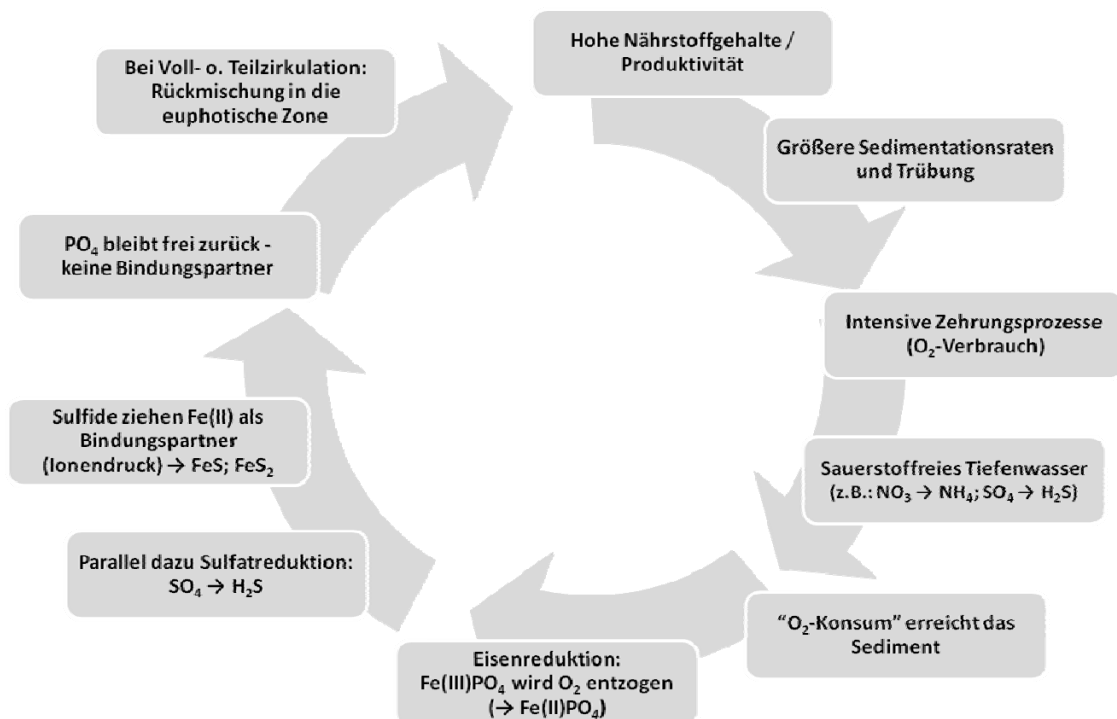 Hohe Nährstoffgehalte /
Produktivität
Größere Sedimentationsraten
und Trübung
Intensive Zehrungsprozesse
(O₂-Verbrauch)
Sauerstoffreies Tiefenwasser
(z.B.: NO₃ → NH₄; SO₄ → H₂S)
“O₂-Konsum” erreicht das
Sediment
Eisenreduktion:
Fe(III)PO₄ wird O₂ entzogen
(→ Fe(II)PO₄)
Parallel dazu Sulfatreduktion:
SO₄ → H₂S
Sulfide ziehen Fe(II) als
Bindungspartner
(Ionendruck) → FeS; FeS₂
PO₄ bleibt frei zurück -
keine Bindungspartner
Bei Voll- o. Teilzirkulation:
Rückmischung in die
euphotische Zone